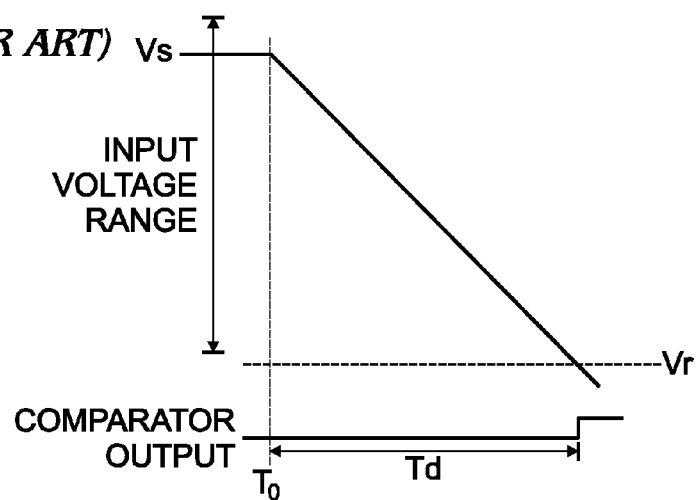 R ART)
Vs
INPUT
VOLTAGE
RANGE
Vr
COMPARATOR
OUTPUT
Td
T₀